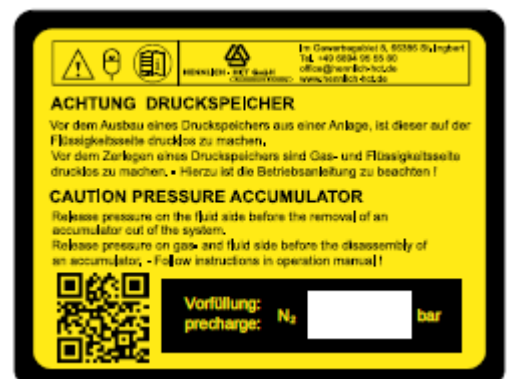 HENNLICH - HCT GmbH
Im Gewerbegebiet 8, 66386 St. Ingbert
Tel. +49 6894 95 55 60
office@hennlich-hct.de
www.hennlich-hct.de
ACHTUNG DRUCKSPEICHER
Vor dem Ausbau eines Druckspeichers aus einer Anlage, ist dieser auf der
Flüssigkeitsseite drucklos zu machen.
Vor dem Zerlegen eines Druckspeichers sind Gas- und Flüssigkeitsseite
drucklos zu machen. - Hierzu ist die Betriebsanleitung zu beachten !
CAUTION PRESSURE ACCUMULATOR
Release pressure on the fluid side before the removal of an
accumulator out of the system.
Release pressure on gas- and fluid side before the disassembly of
an accumulator. - Follow instructions in operation manual !
Vorfüllung:
precharge: N₂ bar